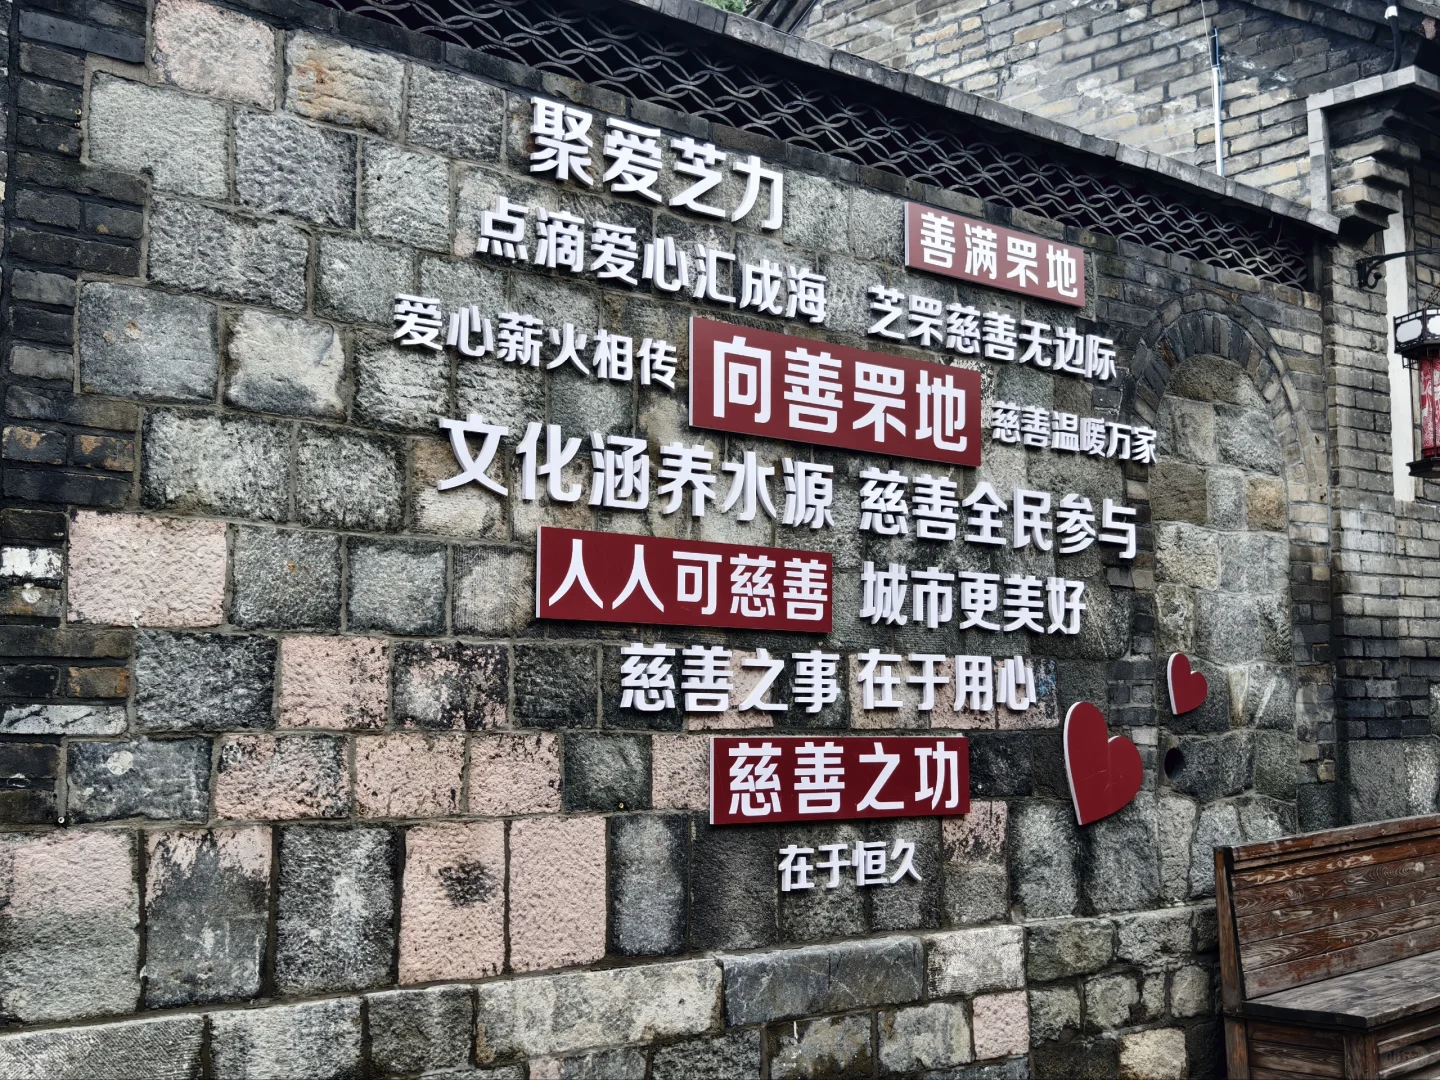 聚爱芝力
善满罘地
点滴爱心汇成海
芝罘慈善无边际
爱心薪火相传
向善罘地
慈善温暖万家
文化涵养水源
慈善全民参与
人人可慈善
城市更美好
慈善之事 在于用心
慈善之功
在于恒久